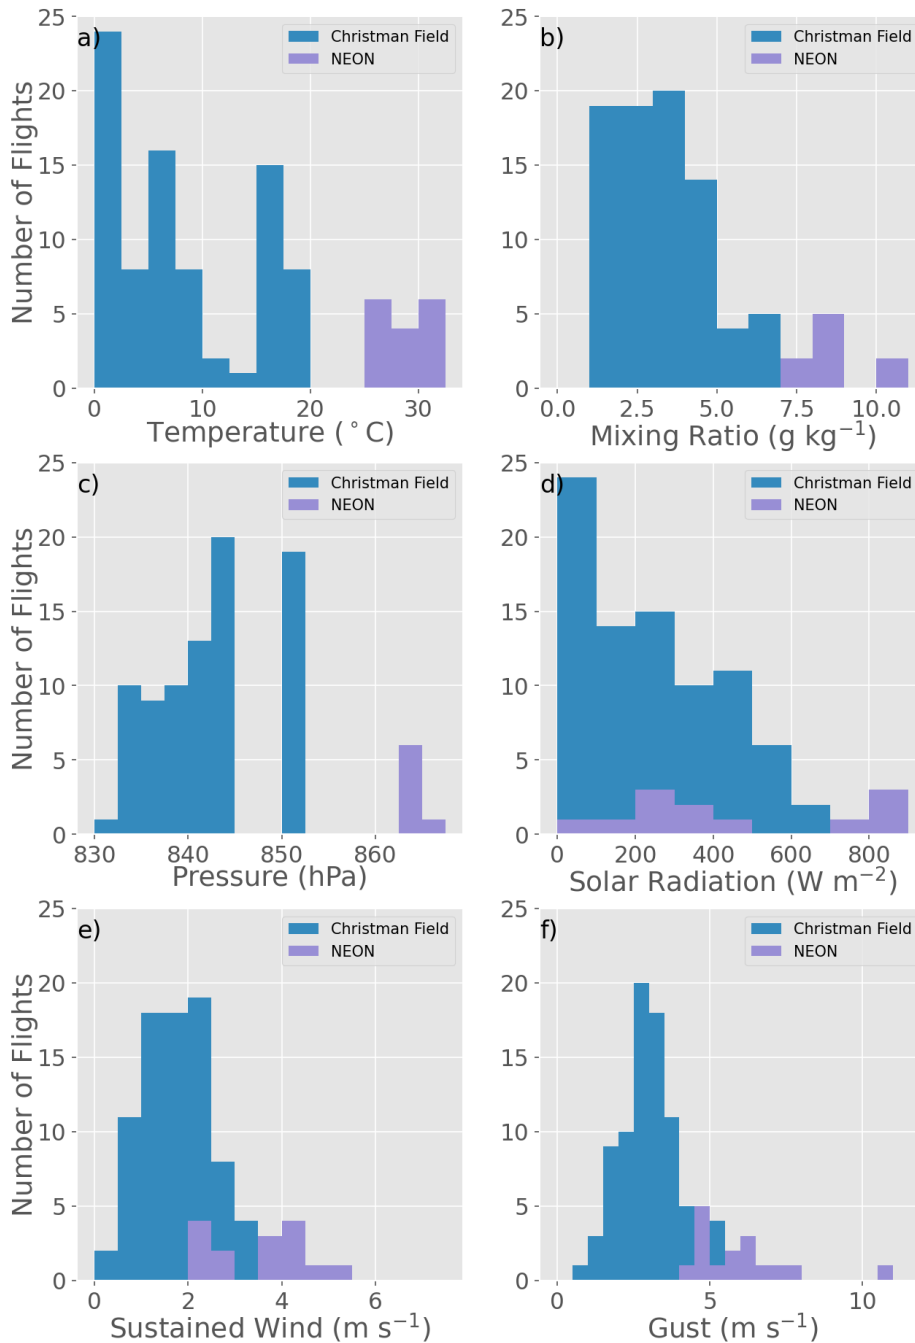 a)
Christman Field
NEON
Number of Flights
25
20
15
10
5
0
0 10 20 30
Temperature (°C)
b)
Christman Field
NEON
25
20
15
10
5
0
0.0 2.5 5.0 7.5 10.0
Mixing Ratio (g kg⁻¹)
c)
Christman Field
NEON
Number of Flights
25
20
15
10
5
0
830 840 850 860
Pressure (hPa)
d)
Christman Field
NEON
25
20
15
10
5
0
0 200 400 600 800
Solar Radiation (W m⁻²)
e)
Christman Field
NEON
Number of Flights
25
20
15
10
5
0
0 2 4 6
Sustained Wind (m s⁻¹)
f)
Christman Field
NEON
25
20
15
10
5
0
0 5 10
Gust (m s⁻¹)